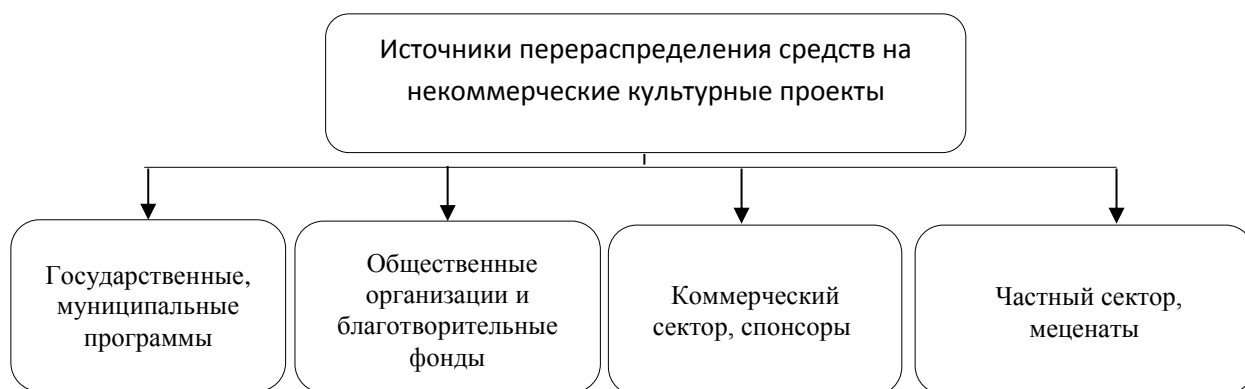 Источники перераспределения средств на
некоммерческие культурные проекты
Государственные,
муниципальные
программы
Общественные
организации и
благотворительные
фонды
Коммерческий
сектор, спонсоры
Частный сектор,
меценаты